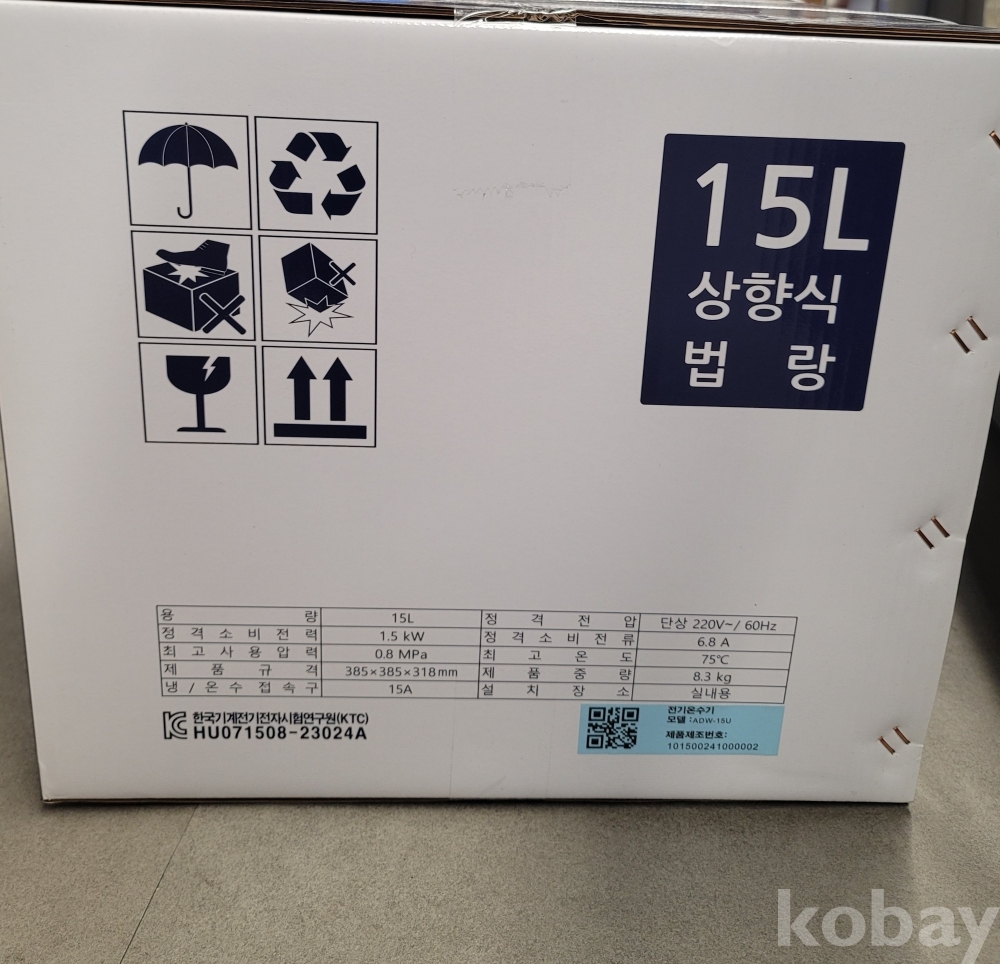 15L
상향식
법 랑
용 량 15L 정 격 전 압 단상 220V~/ 60Hz
정 격 소 비 전 력 1.5 kW 정 격 소 비 전 류 6.8 A
최 고 사 용 압 력 0.8 MPa 최 고 온 도 75℃
제 품 규 격 385×385×318mm 제 품 중 량 8.3 kg
냉 / 온 수 접 속 구 15A 설 치 장 소 실내용
한국기계전기전자시험연구원(KTC)
HU071508-23024A
전기온수기
모델 :ADW-15U
제품제조번호:
101500241000002
kobay